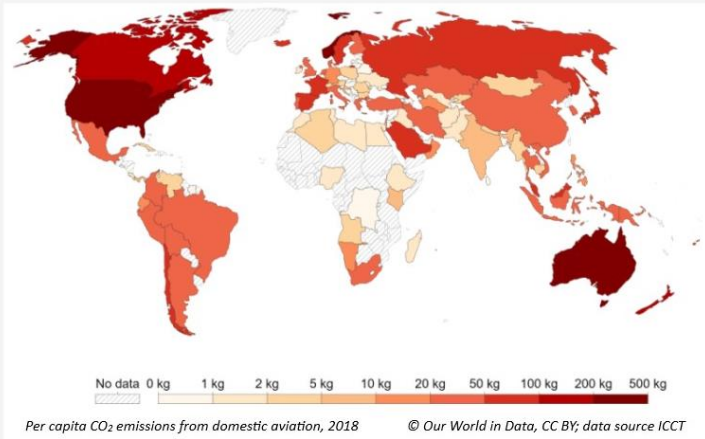 No data 0 kg 1 kg 2 kg 5 kg 10 kg 20 kg 50 kg 100 kg 200 kg 500 kg
Per capita CO₂ emissions from domestic aviation, 2018 © Our World in Data, CC BY; data source ICCT